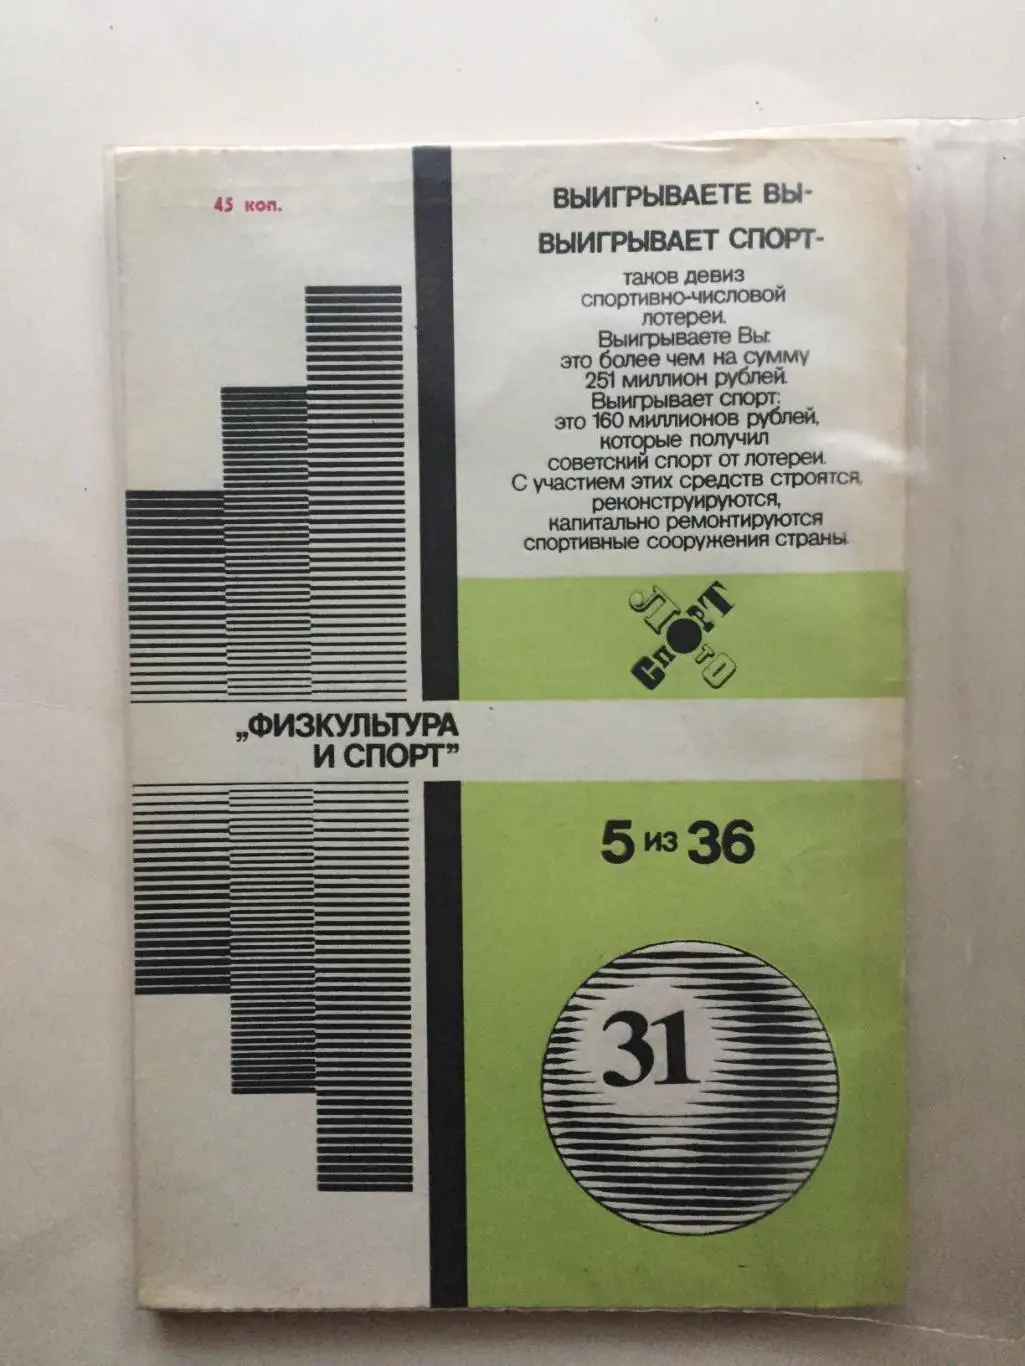 45 коп.
ВЫИГРЫВАЕТЕ ВЫ-
ВЫИГРЫВАЕТ СПОРТ-
таков девиз
спортивно-числовой
лотереи.
Выигрываете Вы:
это более чем на сумму
251 миллион рублей.
Выигрывает спорт:
это 160 миллионов рублей,
которые получил
советский спорт от лотереи.
С участием этих средств строятся,
реконструируются,
капитально ремонтируются
спортивные сооружения страны.
СПОРТ
ЛОТО
„ФИЗКУЛЬТУРА
И СПОРТ”
5 из 36
31